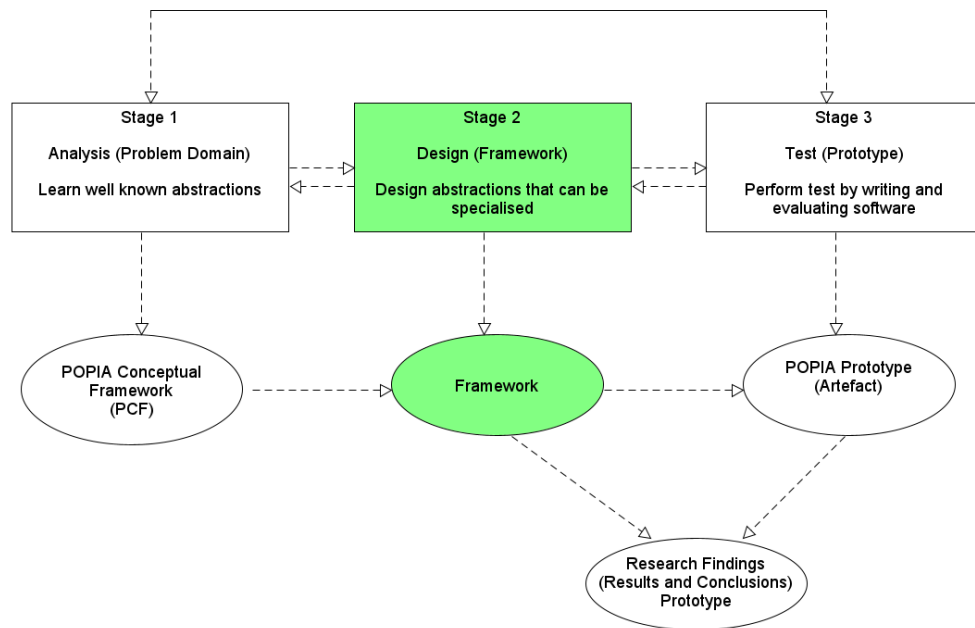 Stage 1
Analysis (Problem Domain)
Learn well known abstractions
Stage 2
Design (Framework)
Design abstractions that can be
specialised
Stage 3
Test (Prototype)
Perform test by writing and
evaluating software
POPIA Conceptual
Framework
(PCF)
Framework
POPIA Prototype
(Artefact)
Research Findings
(Results and Conclusions)
Prototype